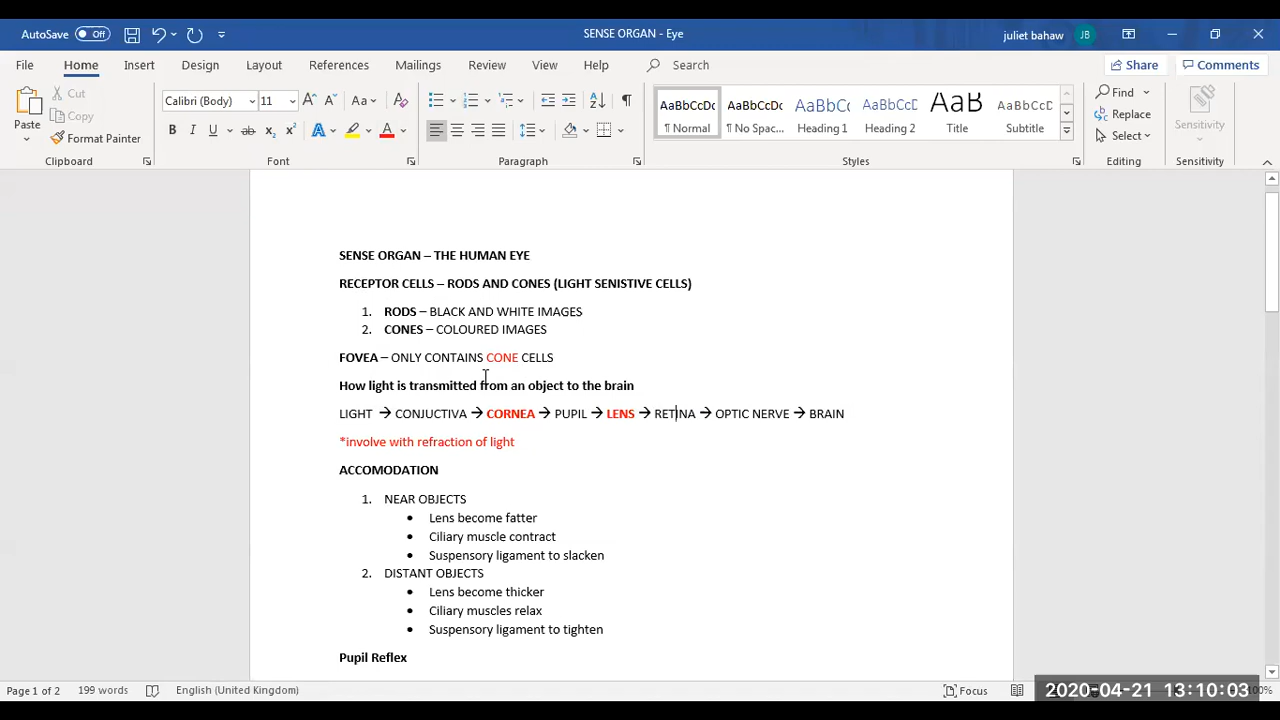 AutoSave Off SENSE ORGAN - Eye juliet bahaw JB
File Home Insert Design Layout References Mailings Review View Help Search Share Comments
Paste Cut Copy Format Painter
Calibri (Body) 11
AaBbCcDc AaBbCcDc AaBbCc AaBbCcD AaB AaBbCcD
¶ Normal ¶ No Spac... Heading 1 Heading 2 Title Subtitle
Find Replace Select Sensitivity
Clipboard Font Paragraph Styles Editing Sensitivity
SENSE ORGAN – THE HUMAN EYE
RECEPTOR CELLS – RODS AND CONES (LIGHT SENISTIVE CELLS)
1. RODS – BLACK AND WHITE IMAGES
2. CONES – COLOURED IMAGES
FOVEA – ONLY CONTAINS CONE CELLS
How light is transmitted from an object to the brain
LIGHT → CONJUCTIVA → CORNEA → PUPIL → LENS → RETINA → OPTIC NERVE → BRAIN
*involve with refraction of light
ACCOMODATION
1. NEAR OBJECTS
• Lens become fatter
• Ciliary muscle contract
• Suspensory ligament to slacken
2. DISTANT OBJECTS
• Lens become thicker
• Ciliary muscles relax
• Suspensory ligament to tighten
Pupil Reflex
Page 1 of 2 199 words English (United Kingdom) Focus 2020-04-21 13:10:03 100%